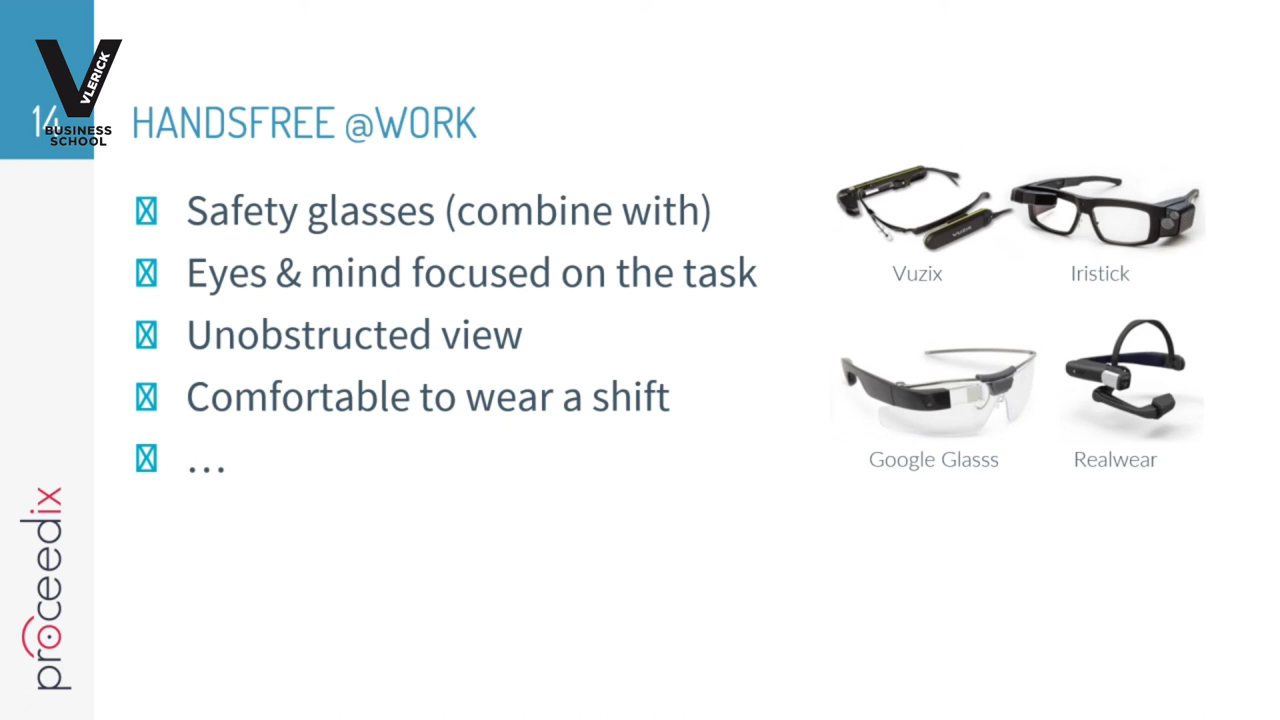 VLERICK
BUSINESS
SCHOOL
14
HANDSFREE @WORK
Safety glasses (combine with)
Eyes & mind focused on the task
Unobstructed view
Comfortable to wear a shift
...
VUZIX
Vuzix
Iristick
Google Glasss
Realwear
proceedix